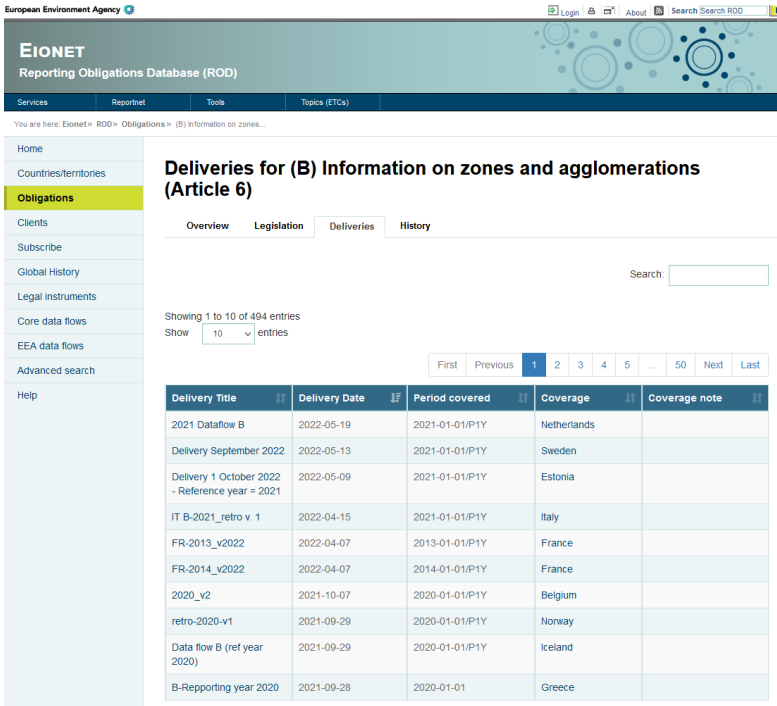 European Environment Agency
Login About Search Search ROD
EIONET
Reporting Obligations Database (ROD)
Services Reportnet Tools Topics (ETCs)
You are here: Eionet» ROD» Obligations» (B) Information on zones...
Home
Countries/territories
Obligations
Clients
Subscribe
Global History
Legal instruments
Core data flows
EEA data flows
Advanced search
Help
Deliveries for (B) Information on zones and agglomerations
(Article 6)
Overview Legislation Deliveries History
Search:
Showing 1 to 10 of 494 entries
Show 10 entries
First Previous 1 2 3 4 5 ... 50 Next Last
Delivery Title Delivery Date Period covered Coverage Coverage note
2021 Dataflow B 2022-05-19 2021-01-01/P1Y Netherlands
Delivery September 2022 2022-05-13 2021-01-01/P1Y Sweden
Delivery 1 October 2022 2022-05-09 2021-01-01/P1Y Estonia
- Reference year = 2021
IT B-2021_retro v. 1 2022-04-15 2021-01-01/P1Y Italy
FR-2013_v2022 2022-04-07 2013-01-01/P1Y France
FR-2014_v2022 2022-04-07 2014-01-01/P1Y France
2020_v2 2021-10-07 2020-01-01/P1Y Belgium
retro-2020-v1 2021-09-29 2020-01-01/P1Y Norway
Data flow B (ref year 2021-09-29 2020-01-01/P1Y Iceland
2020)
B-Repporting year 2020 2021-09-28 2020-01-01 Greece